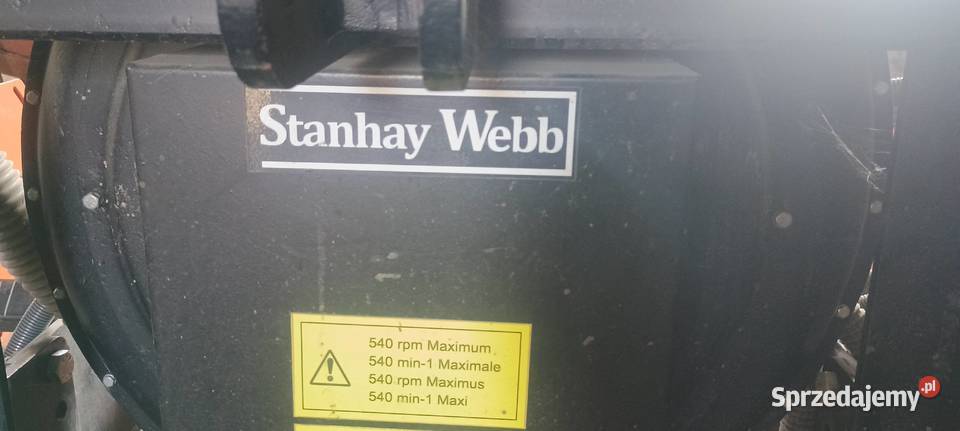 Stanhay Webb
540 rpm Maximum
540 min-1 Maximale
540 rpm Maximus
540 min-1 Maxi
Sprzedajemy.pl